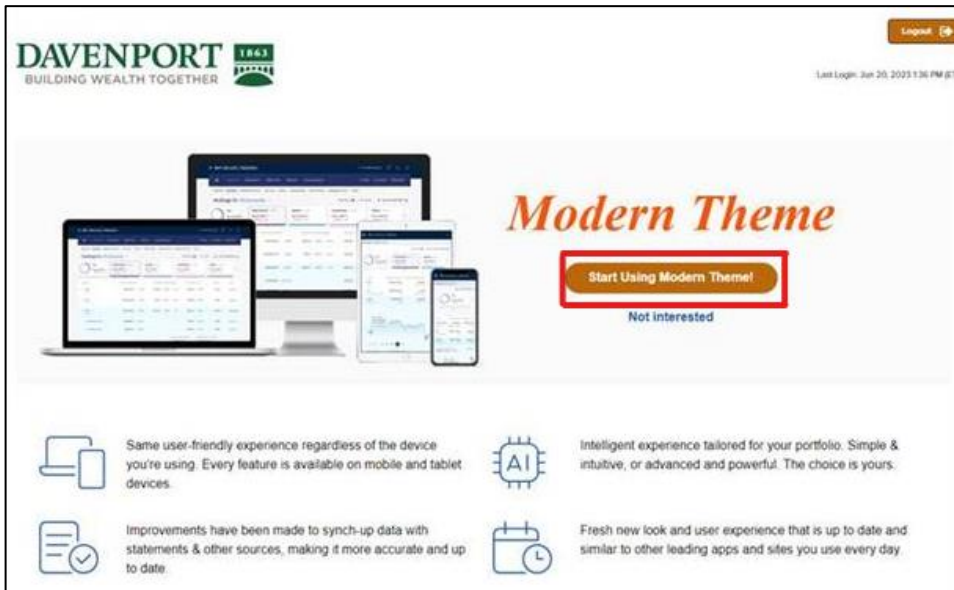 Logout
DAVENPORT
1863
BUILDING WEALTH TOGETHER
Last Login: Jun 20, 2023 1:36 PM (ET
Modern Theme
Start Using Modern Theme!
Not interested
Same user-friendly experience regardless of the device
you're using. Every feature is available on mobile and tablet
devices.
AI
Intelligent experience tailored for your portfolio. Simple &
intuitive, or advanced and powerful. The choice is yours.
Improvements have been made to synch-up data with
statements & other sources, making it more accurate and up
to date.
Fresh new look and user experience that is up to date and
similar to other leading apps and sites you use every day.